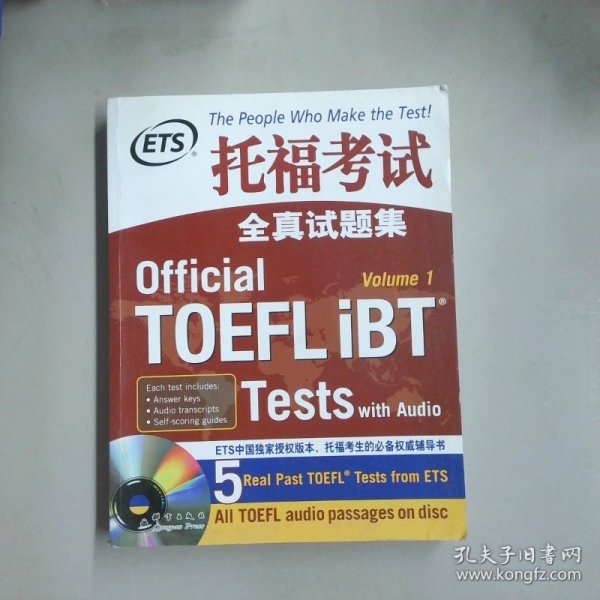 The People Who Make the Test!
ETS®
托福考试
全真试题集
Official
Volume 1
TOEFL iBT®
Tests with Audio
Each test includes:
• Answer keys
• Audio transcripts
• Self-scoring guides
ETS中国独家授权版本，托福考生的必备权威辅导书
5 Real Past TOEFL® Tests from ETS
All TOEFL audio passages on disc
孔夫子旧书网
www.kongfz.com